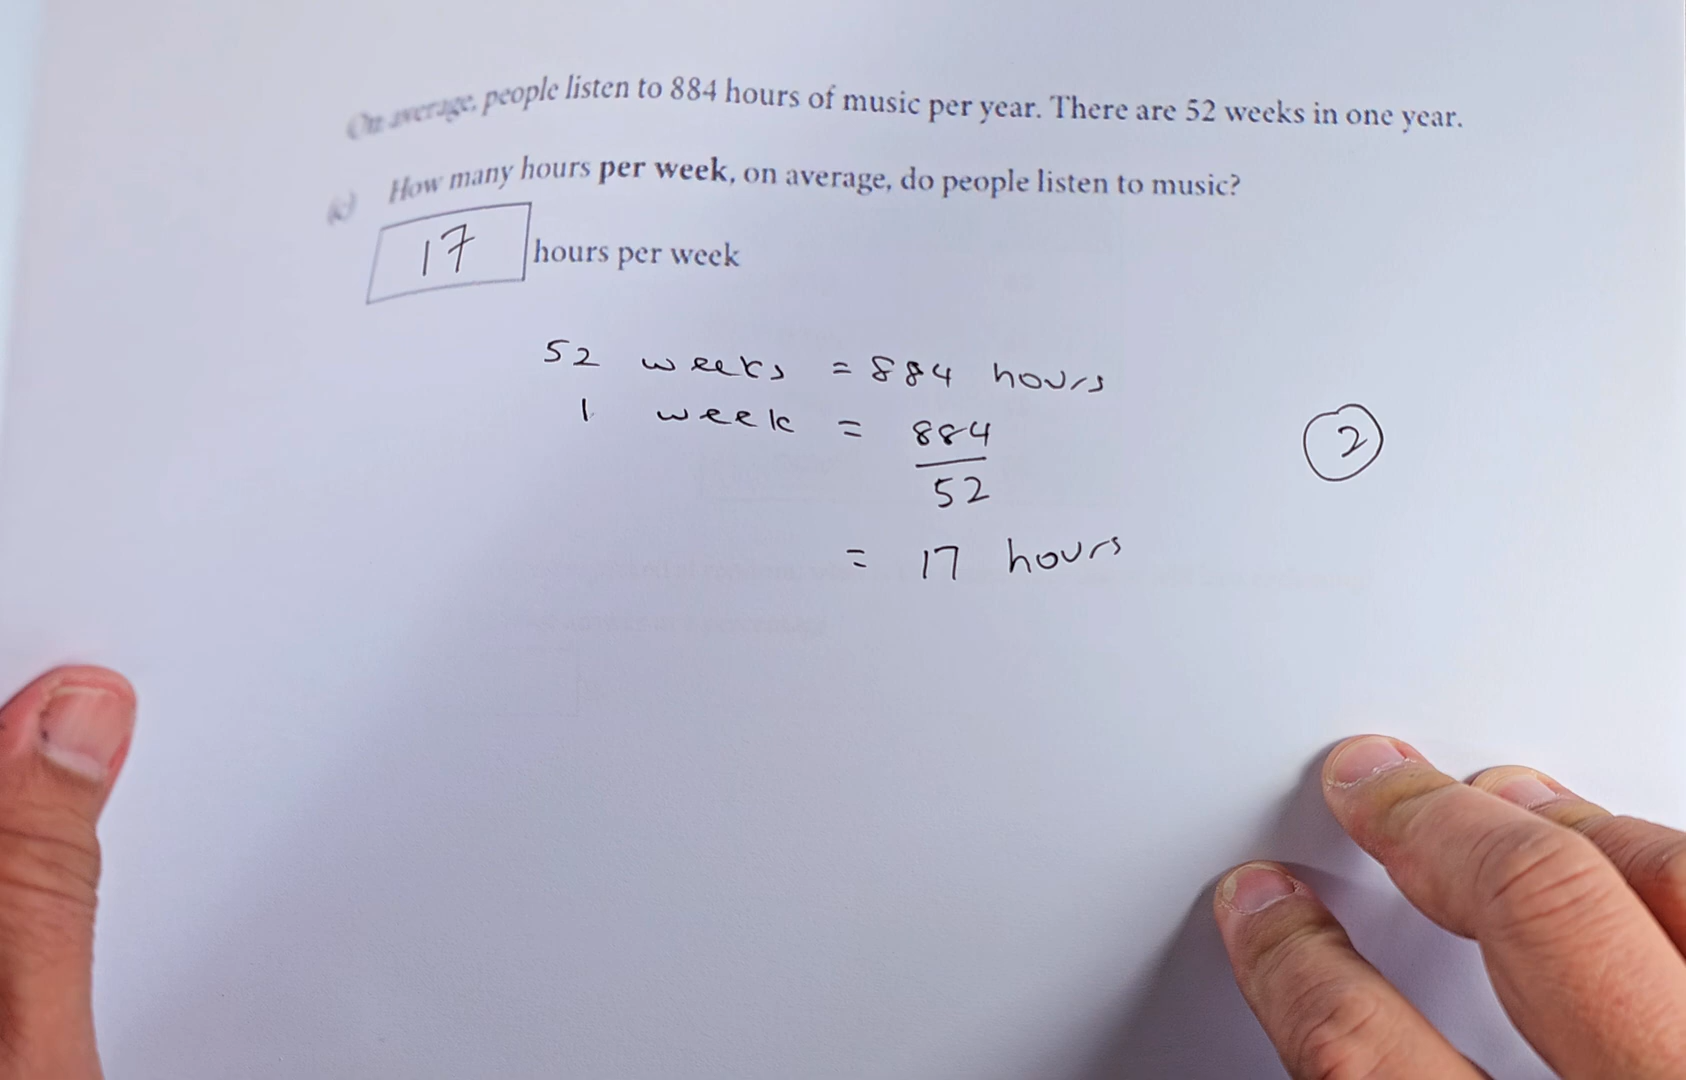 On average, people listen to 884 hours of music per year. There are 52 weeks in one year.
(c) How many hours per week, on average, do people listen to music?
17 hours per week
52 weeks = 884 hours
1 week = 884
52
2
= 17 hours